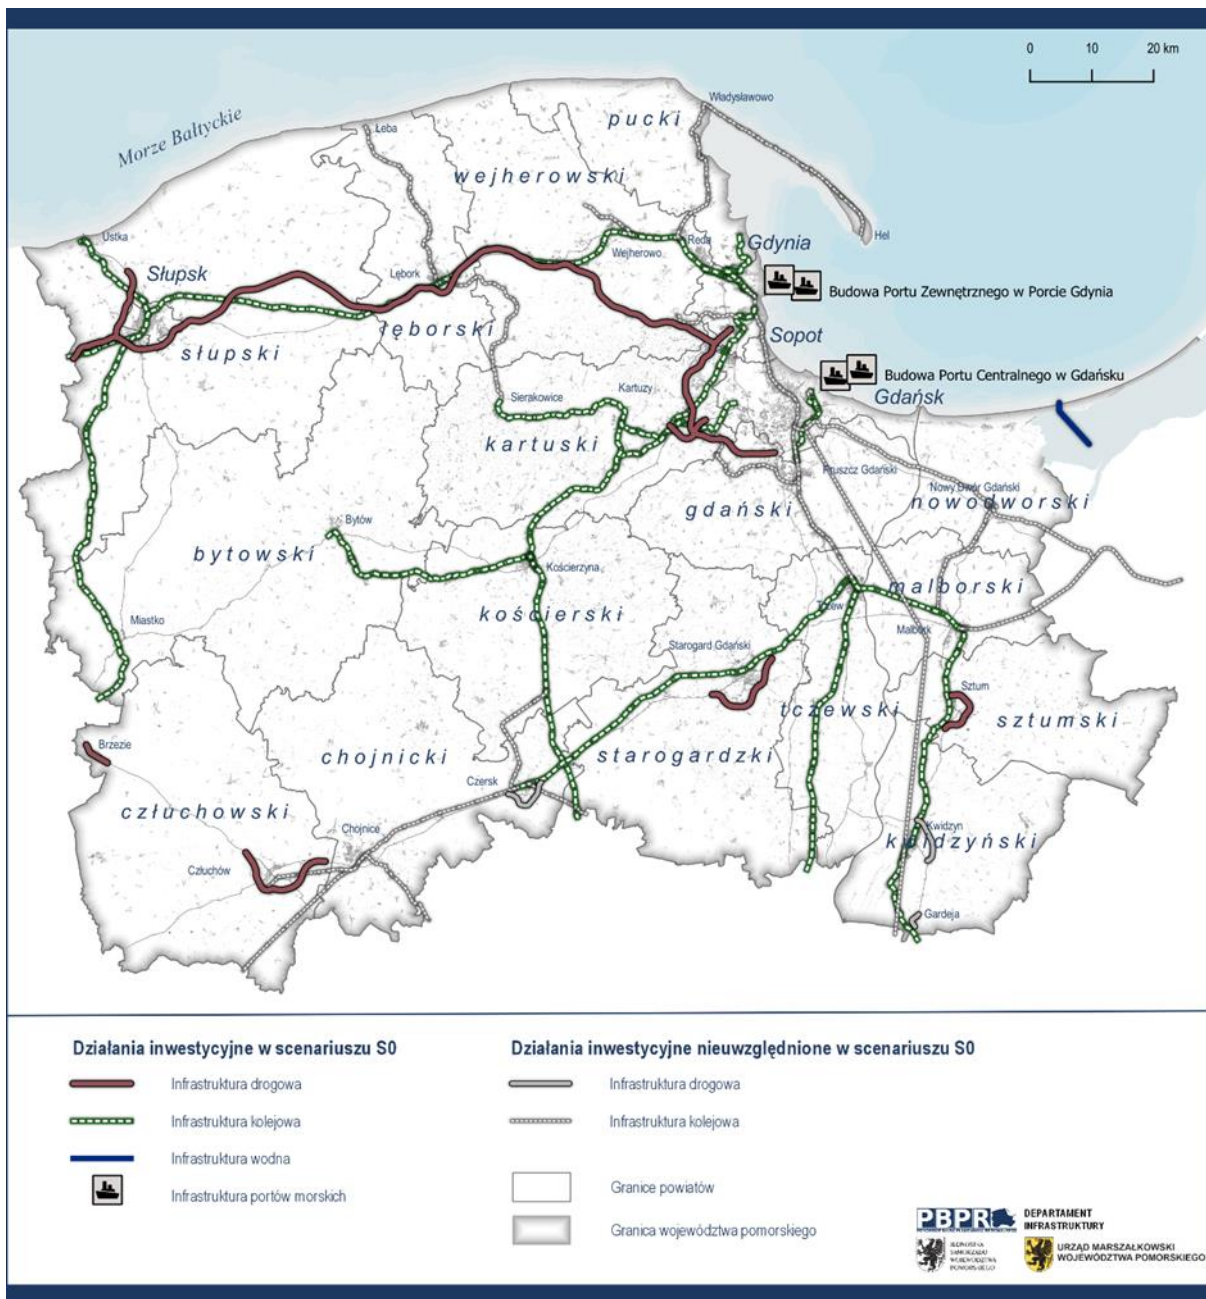 0 10 20 km
Władysławowo
pucki
Łeba
Morze Bałtyckie
wejherowski
Ustka
Hel
Reda
Gdynia
Wejherowo
Słupsk
Lębork
Budowa Portu Zewnętrznego w Porcie Gdynia
lęborski
Sopot
słupski
Budowa Portu Centralnego w Gdańsku
Kartuzy
Sierakowice
Gdańsk
kartuski
Pruszcz Gdański
Nowy Dwór Gdański
nowodworski
gdański
Bytów
bytowski
Kościerzyna
malborski
Tczew
kościerski
Miastko
Malbork
Starogard Gdański
Sztum
tczewski
sztumski
Brzezie
chojnicki
starogardzki
Czersk
człuchowski
Chojnice
Kwidzyn
kwidzyński
Człuchów
Gardeja
Działania inwestycyjne w scenariuszu S0
Infrastruktura drogowa
Infrastruktura kolejowa
Infrastruktura wodna
Infrastruktura portów morskich
Działania inwestycyjne nieuwzględnione w scenariuszu S0
Infrastruktura drogowa
Infrastruktura kolejowa
Granice powiatów
Granica województwa pomorskiego
PBPR
DEPARTAMENT
INFRASTRUKTURY
JEDNOSTKA
SAMORZĄDU
WOJEWÓDZTWA
POMORSKIEGO
URZĄD MARSZAŁKOWSKI
WOJEWÓDZTWA POMORSKIEGO